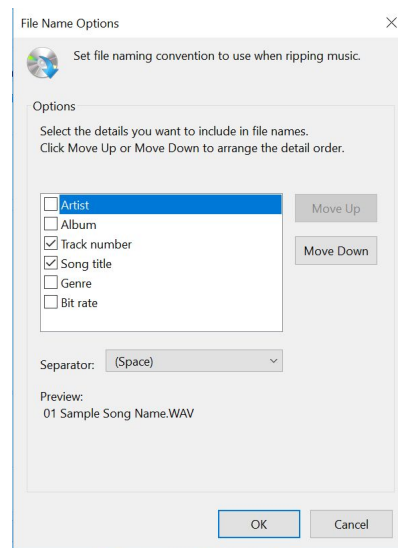 File Name Options
Set file naming convention to use when ripping music.
Options
Select the details you want to include in file names.
Click Move Up or Move Down to arrange the detail order.
Artist
Move Up
Album
Track number
Move Down
Song title
Genre
Bit rate
Separator: (Space)
Preview:
01 Sample Song Name.WAV
OK Cancel